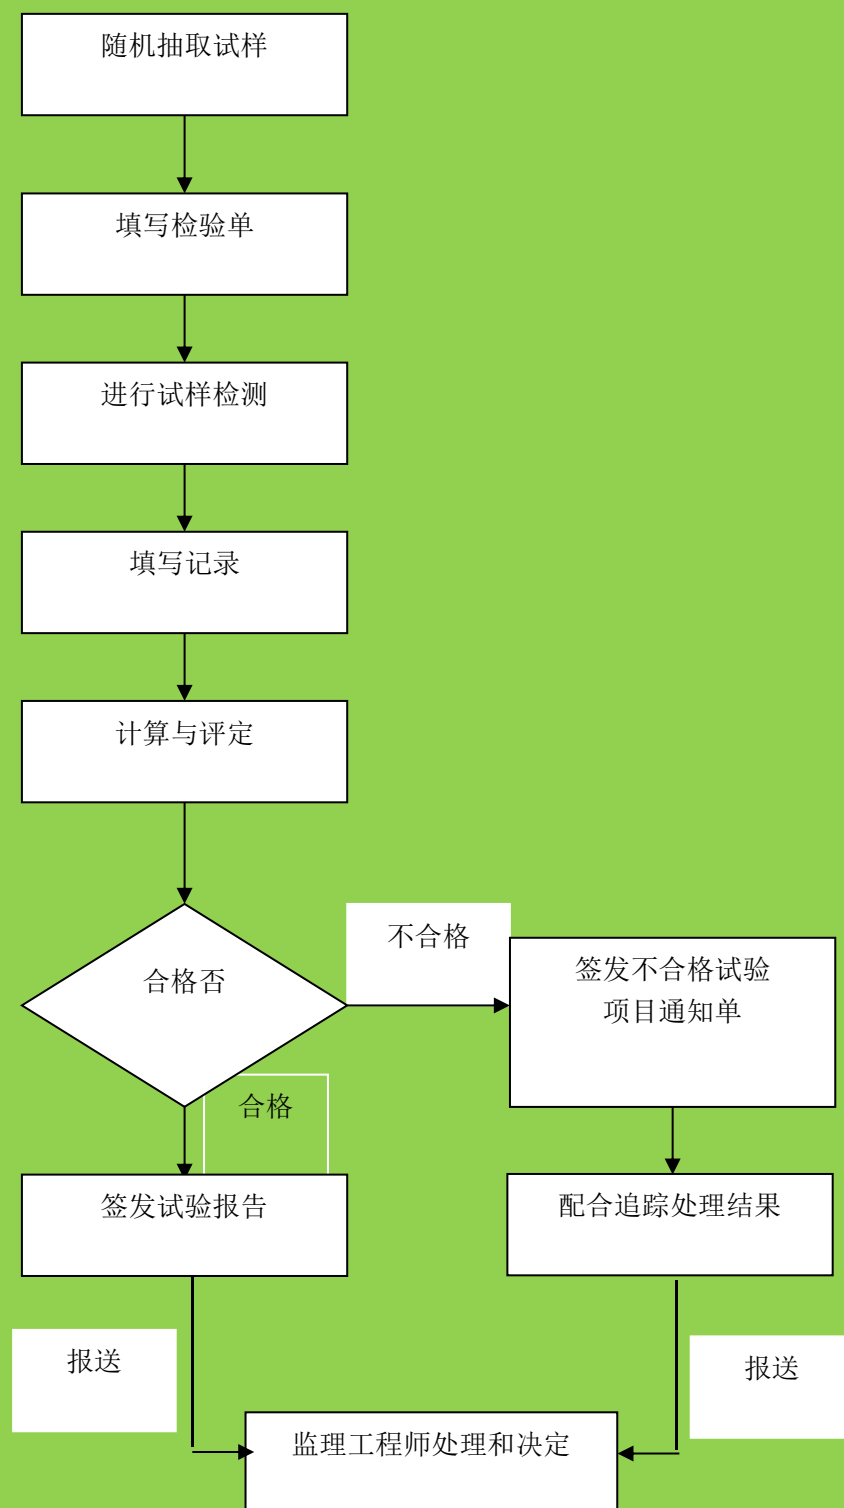 随机抽取试样
填写检验单
进行试样检测
填写记录
计算与评定
合格否
不合格
签发不合格试验
项目通知单
合格
签发试验报告
配合追踪处理结果
报送
报送
监理工程师处理和决定